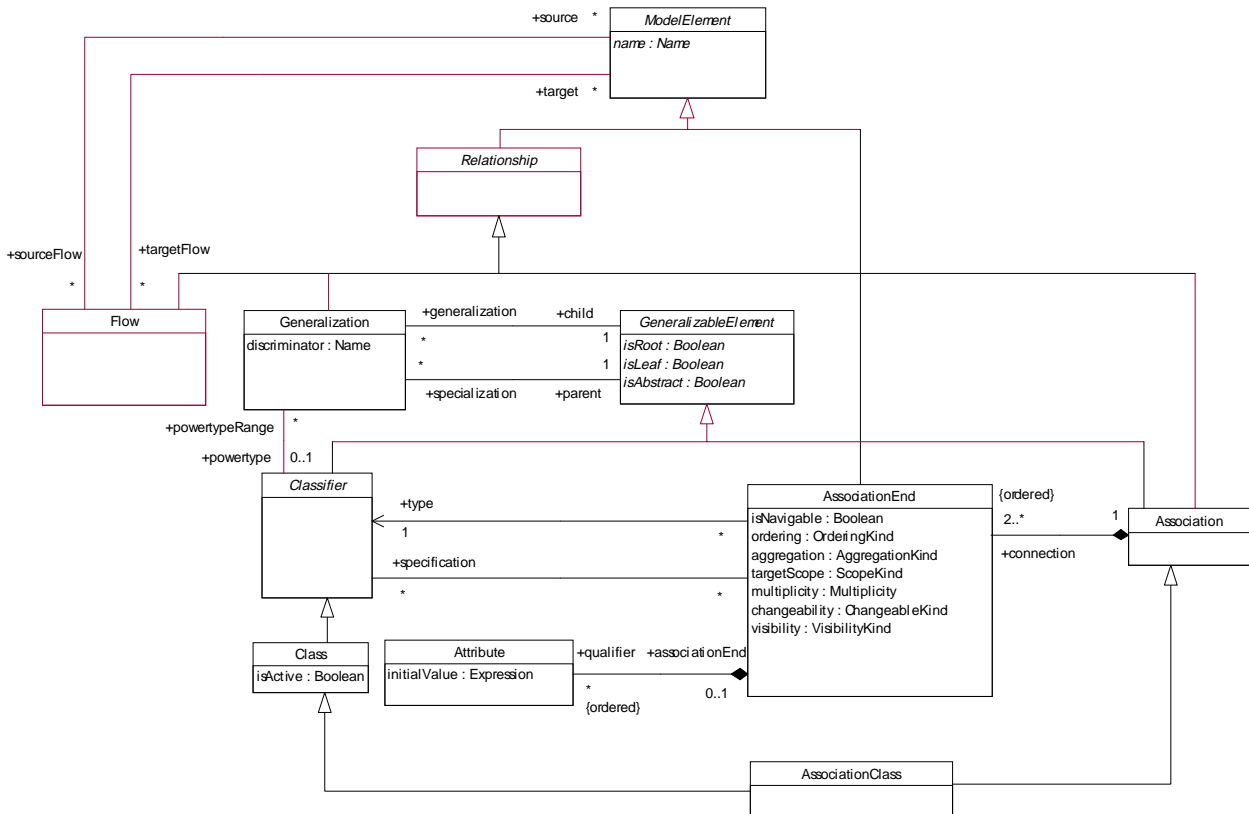 +source *
ModelElement
name : Name
+target *
Relationship
+sourceFlow
+targetFlow
* *
Flow
Generalization
discriminator : Name
+generalization +child
* 1
* 1
+specialization +parent
GeneralizableElement
isRoot : Boolean
isLeaf : Boolean
isAbstract : Boolean
+powertypeRange *
+powertype 0..1
Classifier
+type
1 *
+specification
* *
AssociationEnd
isNavigable : Boolean
ordering : OrderingKind
aggregation : AggregationKind
targetScope : ScopeKind
multiplicity : Multiplicity
changeability : ChangeableKind
visibility : VisibilityKind
{ordered}
2..* 1
+connection
Association
Class
isActive : Boolean
Attribute
initialValue : Expression
+qualifier +associationEnd
* 0..1
{ordered}
AssociationClass